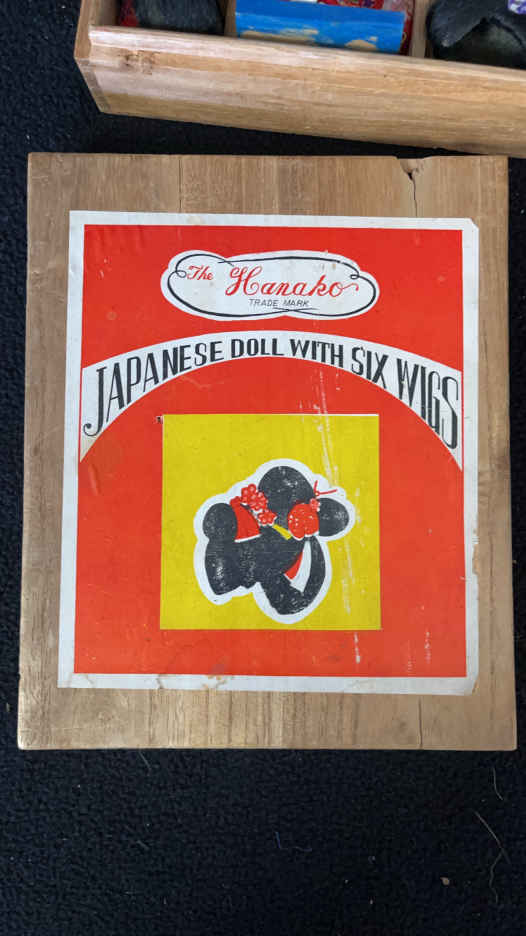 The Hanako
TRADE MARK
JAPANESE DOLL WITH SIX WIGS